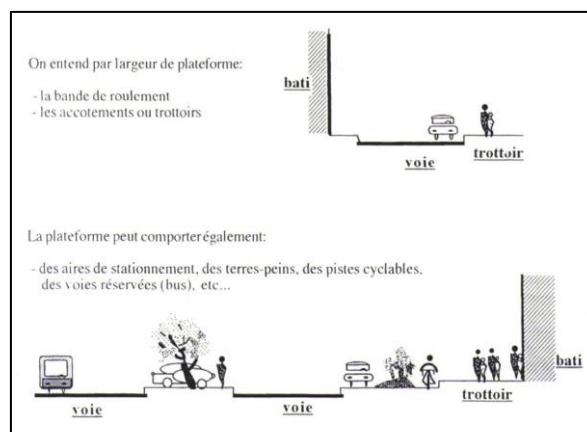 On entend par largeur de plateforme:
bati
- la bande de roulement
- les accotements ou trottoirs
voie
trottoir
La plateforme peut comporter également:
- des aires de stationnement, des terres-peins, des pistes cyclables,
des voies réservées (bus), etc...
bati
trottoir
voie
voie